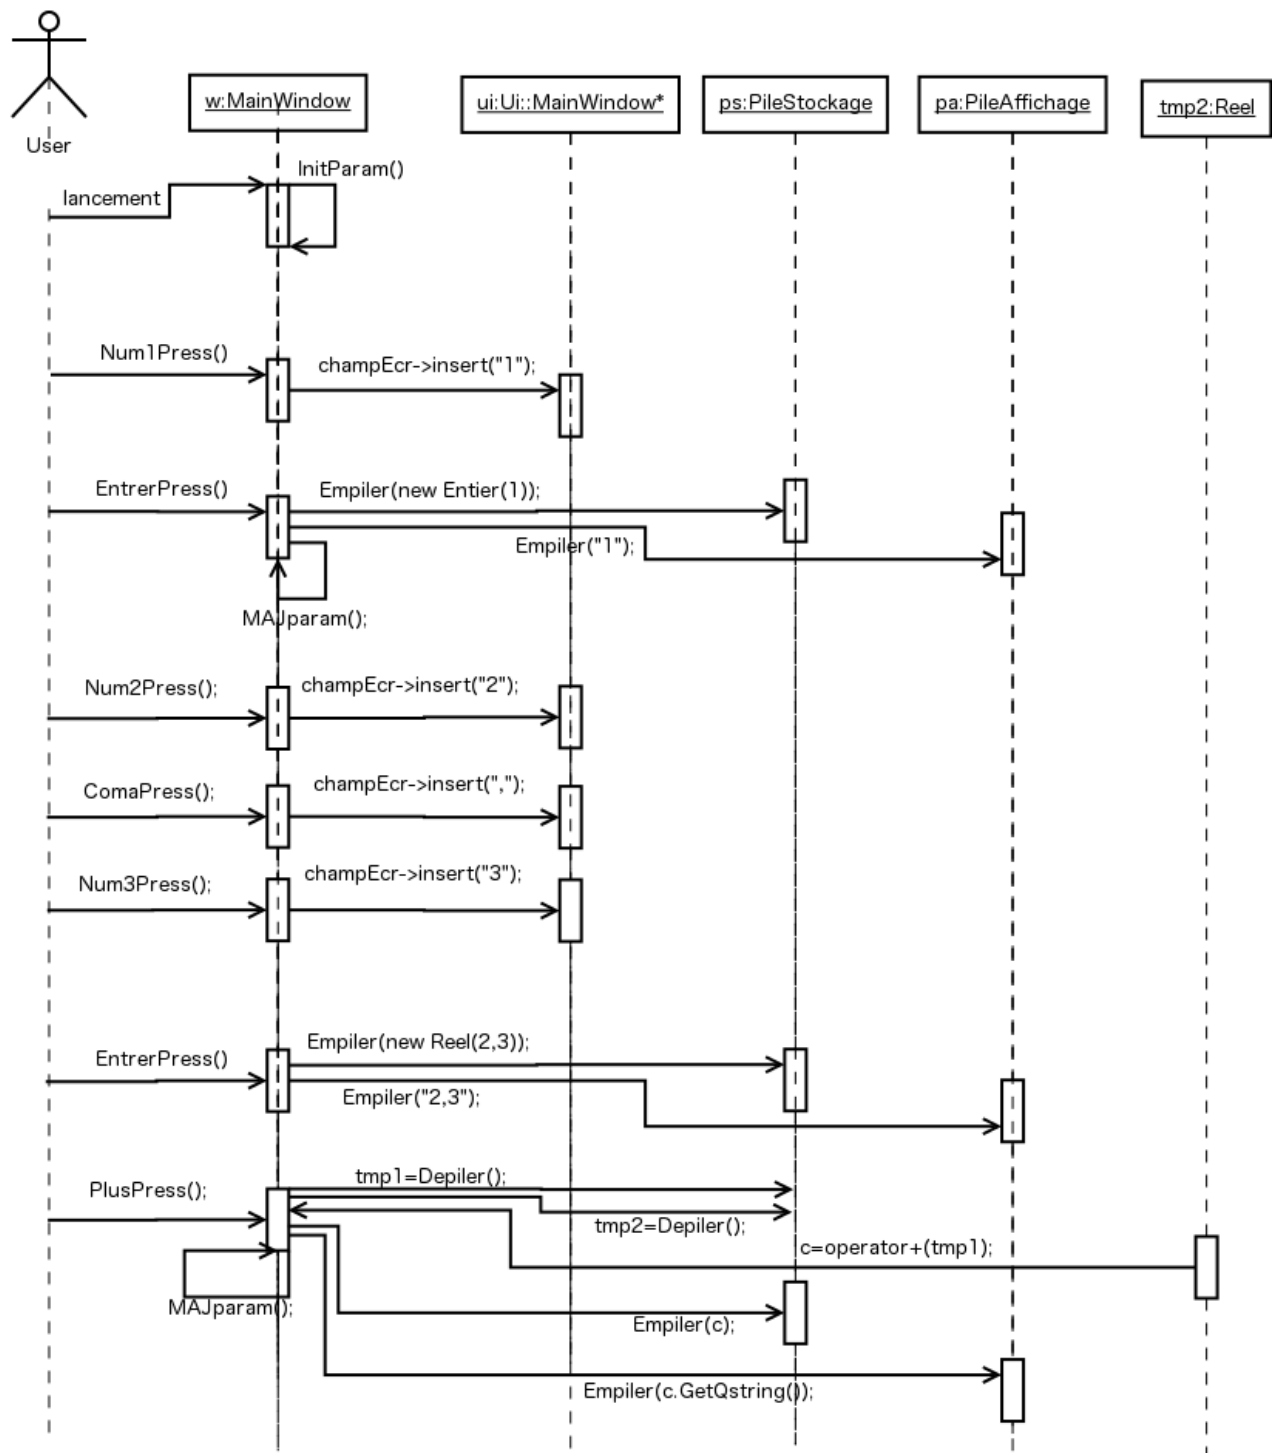 User
w:MainWindow
ui:Ui::MainWindow*
ps:PileStockage
pa:PileAffichage
tmp2:Reel
InitParam()
lancement
Num1Press()
champEcr->insert("1");
EntrerPress()
Empiler(new Entier(1));
Empiler("1");
MAJparam();
Num2Press();
champEcr->insert("2");
ComaPress();
champEcr->insert(",");
Num3Press();
champEcr->insert("3");
EntrerPress()
Empiler(new Reel(2,3));
Empiler("2,3");
PlusPress();
tmp1=Depiler();
tmp2=Depiler();
c=operator+(tmp1);
MAJparam();
Empiler(c);
Empiler(c.GetQstring());